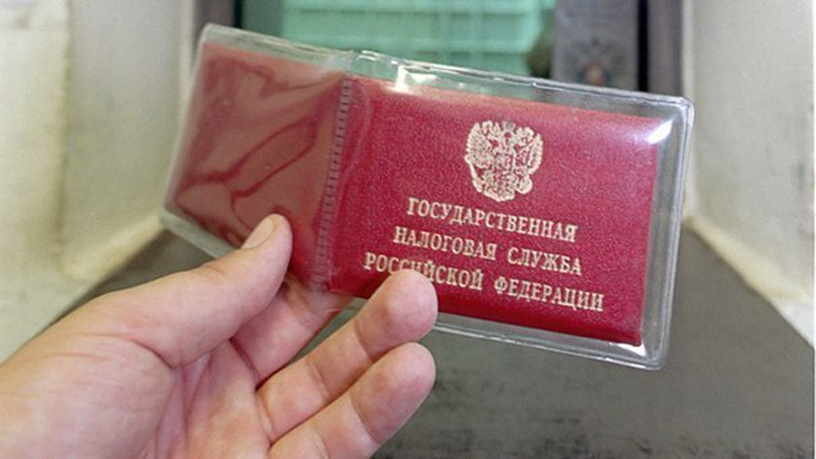 ГОСУДАРСТВЕННАЯ
НАЛОГОВАЯ СЛУЖБА
РОССИЙСКОЙ ФЕДЕРАЦИИ